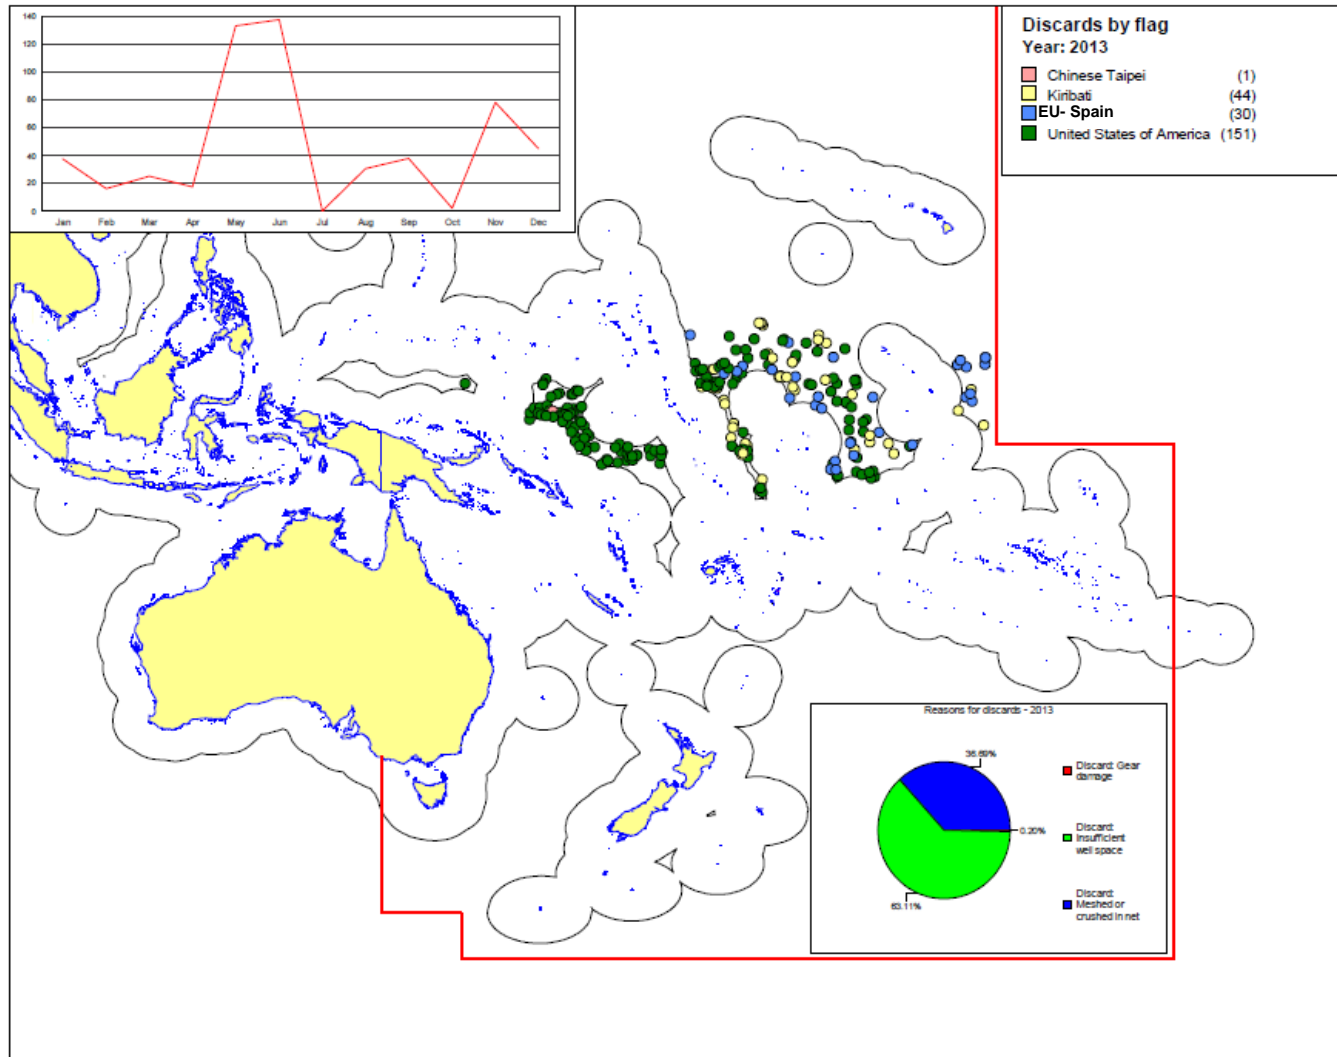 140
120
100
80
60
40
20
0
Jan Feb Mar Apr May Jun Jul Aug Sep Oct Nov Dec
Discards by flag
Year: 2013
Chinese Taipei (1)
Kiribati (44)
EU- Spain (30)
United States of America (151)
Reasons for discards - 2013
36.69%
0.20%
63.11%
Discard: Gear
damage
Discard:
Insufficient
well space
Discard:
Meshed or
crushed in net